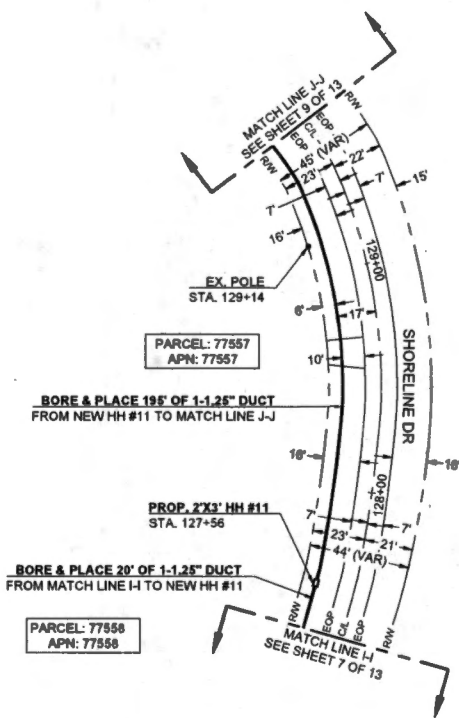 MATCH LINE J-J
SEE SHEET 9 OF 13
R/W
EOP
C/L
EOP
R/W
45' (VAR)
23'
22'
7'
7'
15'
16'
129+00
EX. POLE
STA. 129+14
6'
17'
PARCEL: 77557
APN: 77557
10'
SHORELINE DR
BORE & PLACE 195' OF 1-1.25" DUCT
FROM NEW HH #11 TO MATCH LINE J-J
16'
16'
128+00
PROP. 2'X3' HH #11
STA. 127+56
7'
7'
23'
21'
44' (VAR)
BORE & PLACE 20' OF 1-1.25" DUCT
FROM MATCH LINE I-I TO NEW HH #11
R/W
EOP
C/L
EOP
R/W
PARCEL: 77558
APN: 77558
MATCH LINE I-I
SEE SHEET 7 OF 13